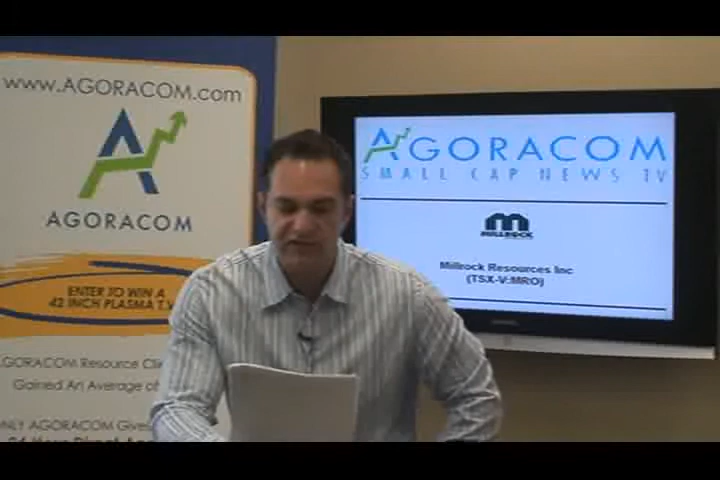 www.AGORACOM.com
AGORACOM
ENTER TO WIN A
42 INCH PLASMA T.V.
AGORACOM Resource Cli
Gained An Average of
ONLY AGORACOM Give
AGORACOM
SMALL CAP NEWS TV
MILLROCK
Millrock Resources Inc
(TSX-V:MRO)